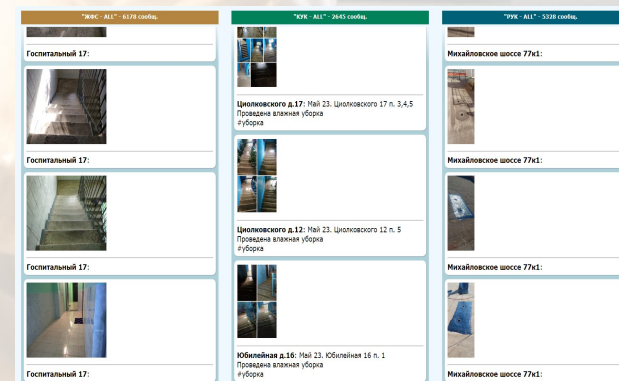 "ЖФС - ALL" - 6178 сообщ.
Госпитальный 17:
Госпитальный 17:
Госпитальный 17:
Госпитальный 17:
"КУК - ALL" - 2645 сообщ.
Циолковского д.17: Май 23. Циолковского 17 п. 3,4,5
Проведена влажная уборка
#уборка
Циолковского д.12: Май 23. Циолковского 12 п. 5
Проведена влажная уборка
#уборка
Юбилейная д.16: Май 23. Юбилейная 16 п. 1
Проведена влажная уборка
#уборка
"РУК - ALL" - 5328 сообщ.
Михайловское шоссе 77к1:
Михайловское шоссе 77к1:
Михайловское шоссе 77к1:
Михайловское шоссе 77к1: